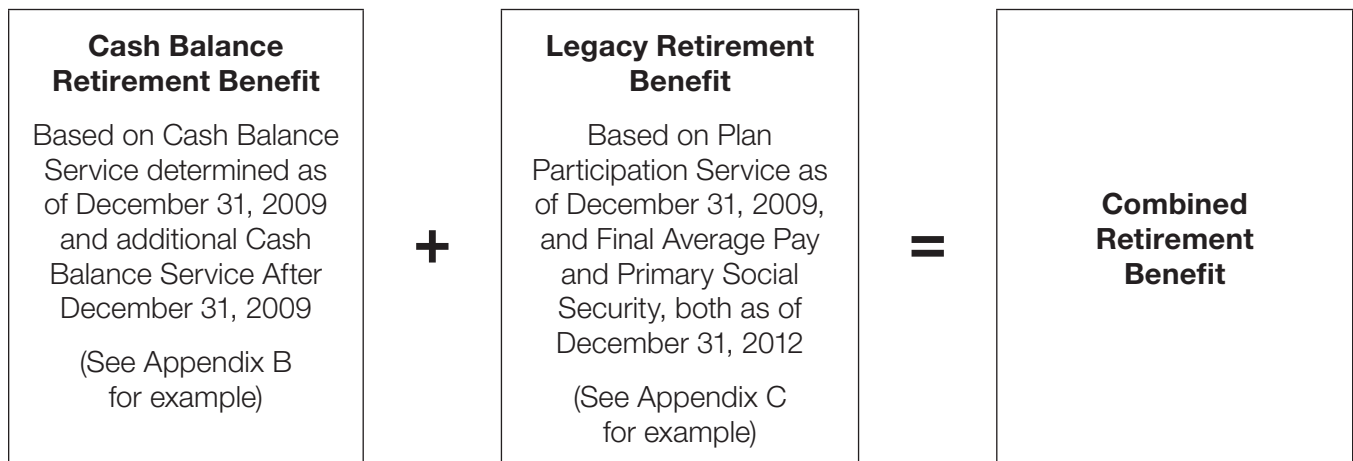 Cash Balance
Retirement Benefit
Based on Cash Balance
Service determined as
of December 31, 2009
and additional Cash
Balance Service After
December 31, 2009
(See Appendix B
for example)
+
Legacy Retirement
Benefit
Based on Plan
Participation Service as
of December 31, 2009,
and Final Average Pay
and Primary Social
Security, both as of
December 31, 2012
(See Appendix C
for example)
=
Combined
Retirement
Benefit